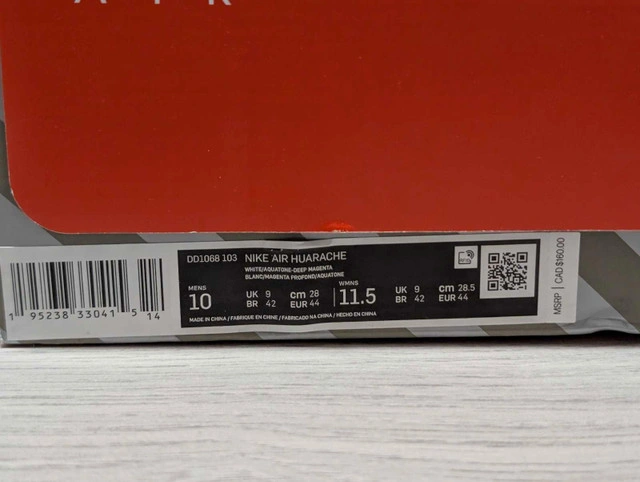 A I R
DD1068 103 NIKE AIR HUARACHE
WHITE/AQUATONE-DEEP MAGENTA
BLANC/MAGENTA PROFOND/AQUATONE
MENS
10
UK 9
BR 42
cm 28
EUR 44
WMNS
11.5
UK 9
BR 42
cm 28.5
EUR 44
MADE IN CHINA / FABRIQUE EN CHINE / FABRICADO NA CHINA / HECHO EN CHINA
1 95238 33041 5 14
MSRP | CAD $160.00